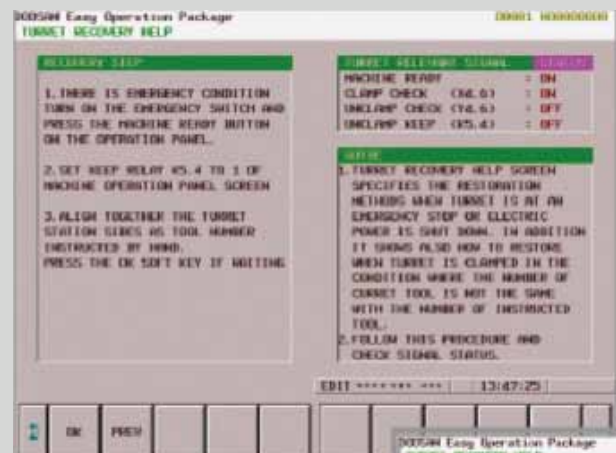 DOOSAN Easy Operation Package
TURRET RECOVERY HELP
RECOVERY STEP
1.THERE IS EMERGENCY CONDITION
TURN ON THE EMERGENCY SWITCH AND
PRESS THE MACHINE READY BUTTON
ON THE OPERATION PANEL.
2.SET KEEP RELAY K5.4 TO 1 OF
MACHINE OPERATION PANEL SCREEN
3.ALIGN TOGETHER THE TURRET
STATION SIDES AS TOOL NUMBER
INSTRUCTED BY HAND.
PRESS THE OK SOFT KEY IF WAITING
TURRET RELEVANT SIGNAL STATUS
MACHINE READY : ON
CLAMP CHECK : ON
UNCLAMP CHECK : OFF
UNCLAMP KEEP (K5.4) : OFF
GUIDE
1.TURRET RECOVERY HELP SCREEN
SPECIFIES THE RESTORATION
METHODS WHEN TURRET IS AT AN
EMERGENCY STOP OR ELECTRIC
POWER IS SHUT DOWN. IN ADDITION
IT SHOWS ALSO HOW TO RESTORE
WHEN TURRET IS CLAMPED IN THE
CONDITION WHERE THE NUMBER OF
CURRET TOOL IS NOT THE SAME
WITH THE NUMBER OF INSTRUCTED
TOOL.
2.FOLLOW THIS PROCEDURE AND
CHECK SIGNAL STATUS.
EDIT **** *** *** 13:47:25
OK PREV
DOOSAN Easy Operation Package